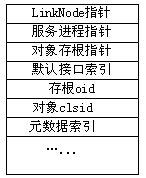 LinkNode指针
服务进程指针
对象存根指针
默认接口索引
存根oid
对象clsid
元数据索引
…...